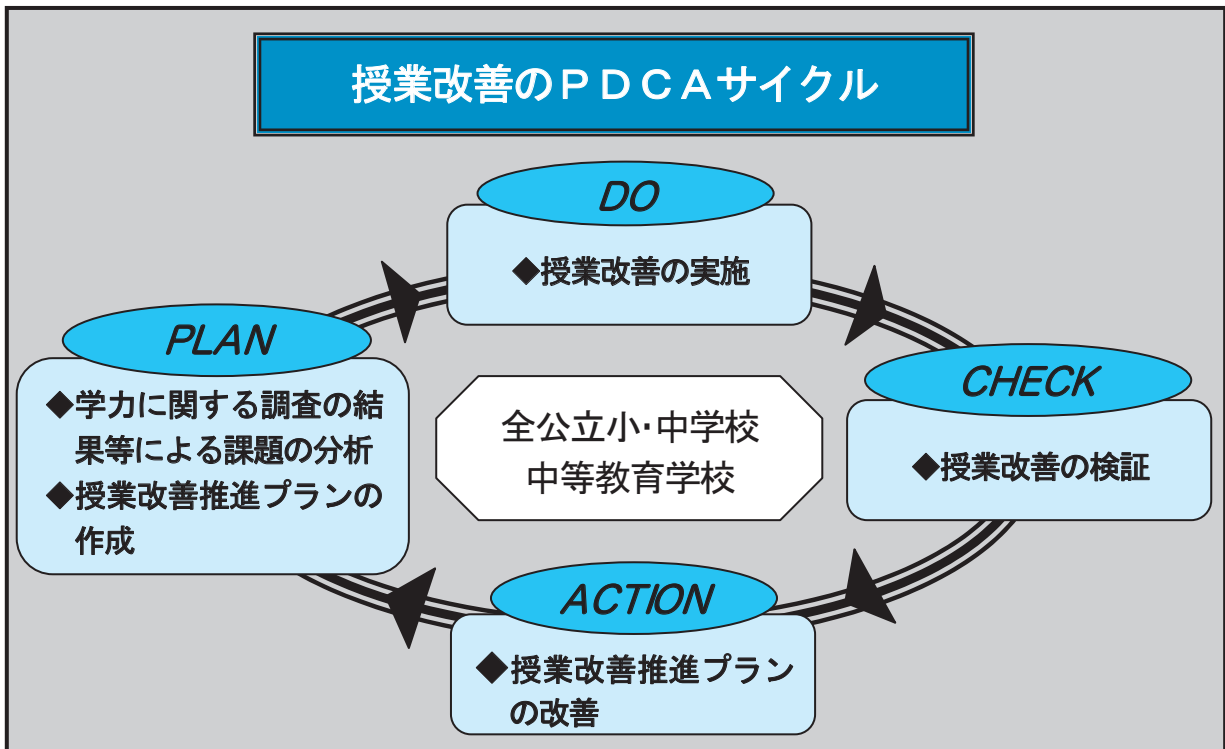 授業改善のPDCAサイクル
DO
◆授業改善の実施
PLAN
◆学力に関する調査の結
果等による課題の分析
◆授業改善推進プランの
作成
全公立小・中学校
中等教育学校
CHECK
◆授業改善の検証
ACTION
◆授業改善推進プラン
の改善